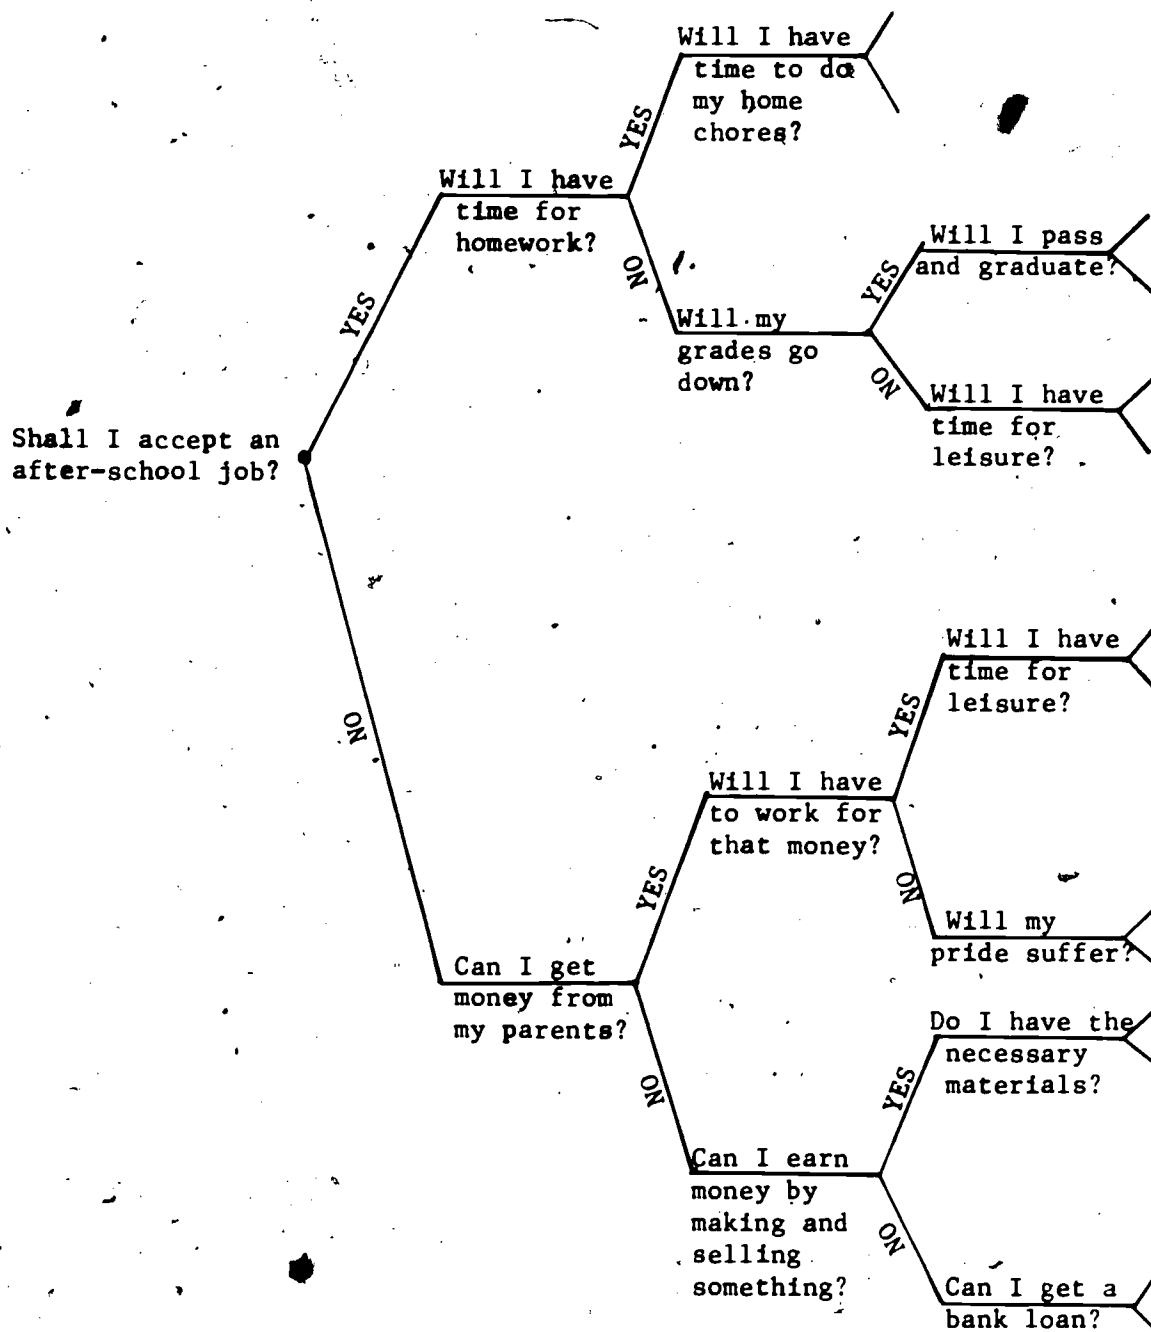 Will I have
time to do
my home
chores?
YES
Will I have
time for
homework?
NO
YES
Will I pass
and graduate?
Will my
grades go
down?
NO
Will I have
time for
leisure?
YES
Shall I accept an
after-school job?
NO
Will I have
time for
leisure?
YES
Will I have
to work for
that money?
NO
Will my
pride suffer?
YES
Can I get
money from
my parents?
NO
Do I have the
necessary
materials?
YES
Can I earn
money by
making and
selling
something?
NO
Can I get a
bank loan?